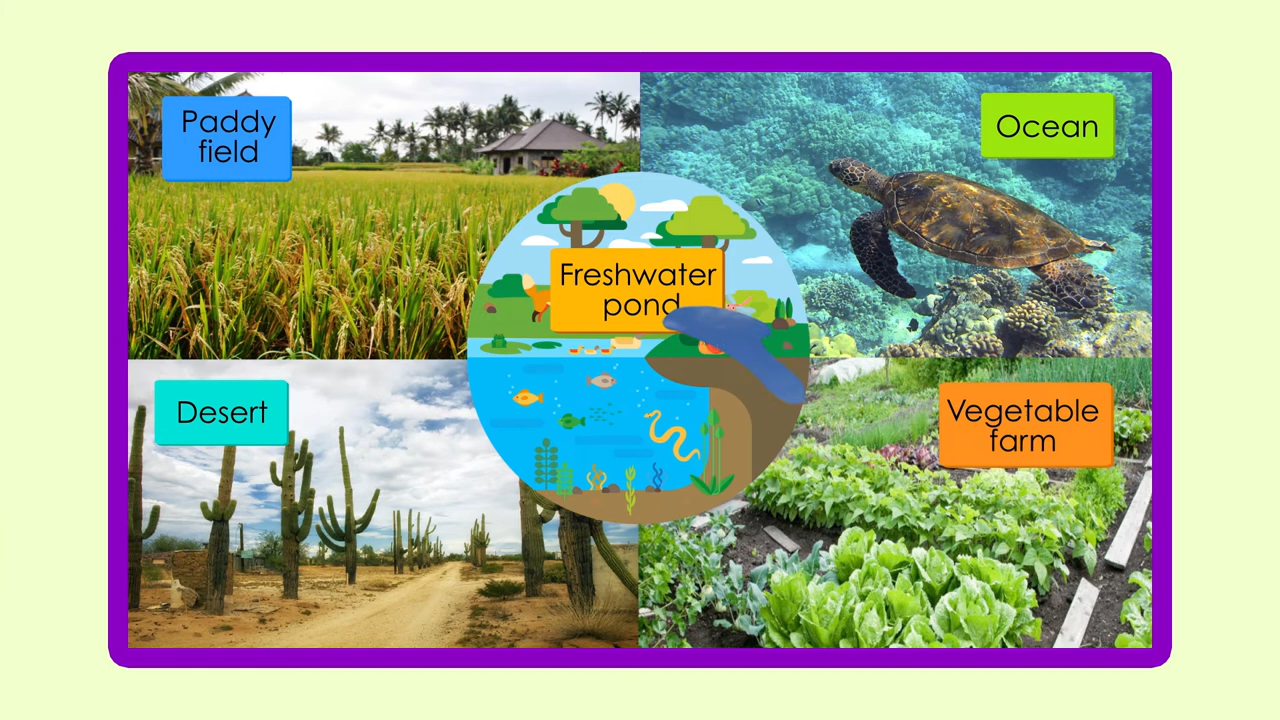 Paddy
field
Ocean
Freshwater
pond
Desert
Vegetable
farm